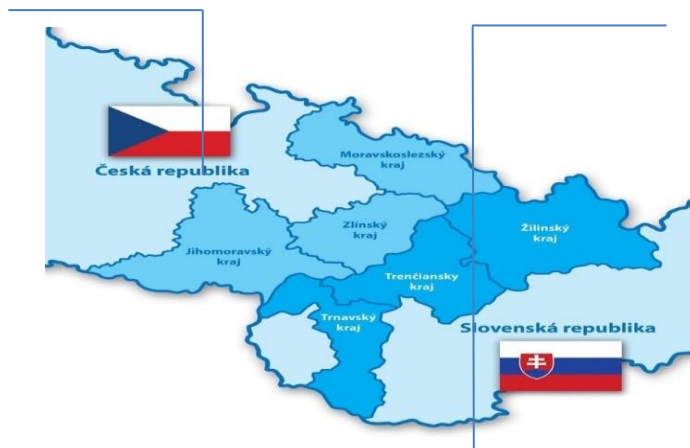 Moravskoslezský
kraj
Česká republika
Zlínský
kraj
Žilinský
kraj
Jihomoravský
kraj
Trenčiansky
kraj
Trnavský
kraj
Slovenská republika